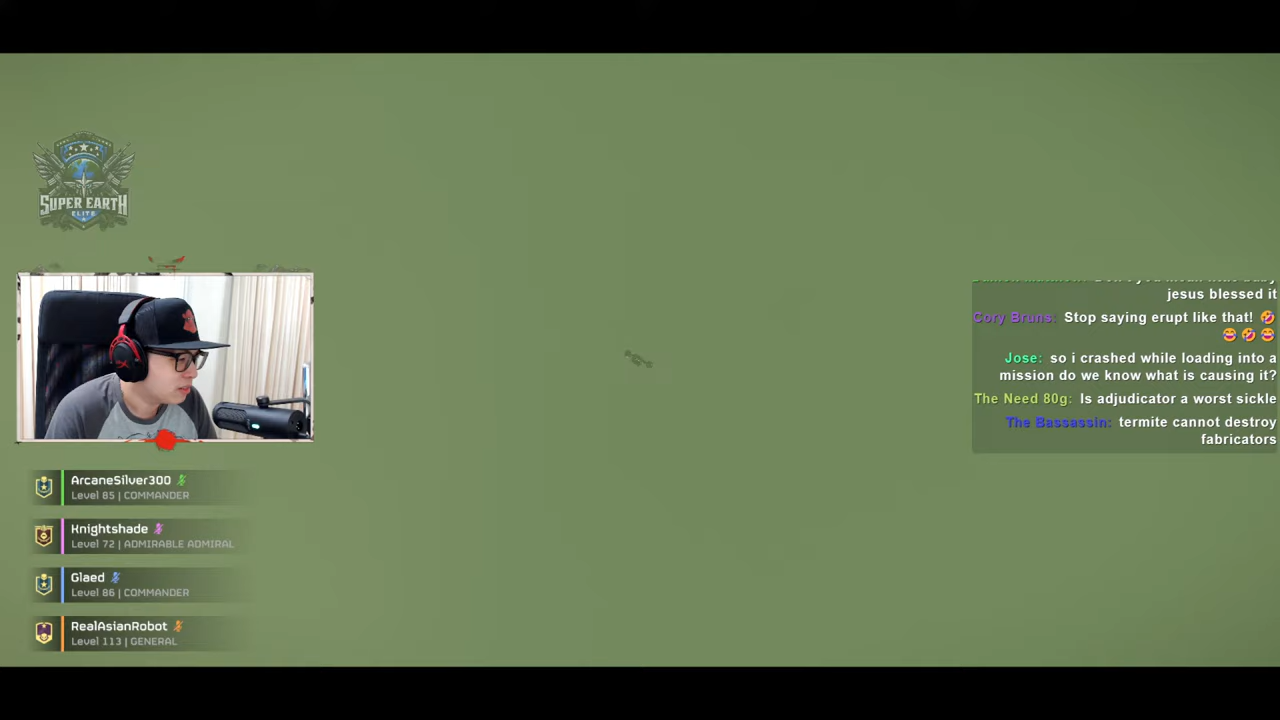 SUPER EARTH
ELITE
jesus blessed it
Cory Bruns: Stop saying erupt like that! 🤣
😂 🤣 😂
Jose: so i crashed while loading into a
mission do we know what is causing it?
The Need 80g: Is adjudicator a worst sickle
The Bassassin: termite cannot destroy
fabricators
ArcaneSilver300
Level 85 | COMMANDER
Knightshade
Level 72 | ADMIRABLE ADMIRAL
Glaed
Level 86 | COMMANDER
RealAsianRobot
Level 113 | GENERAL